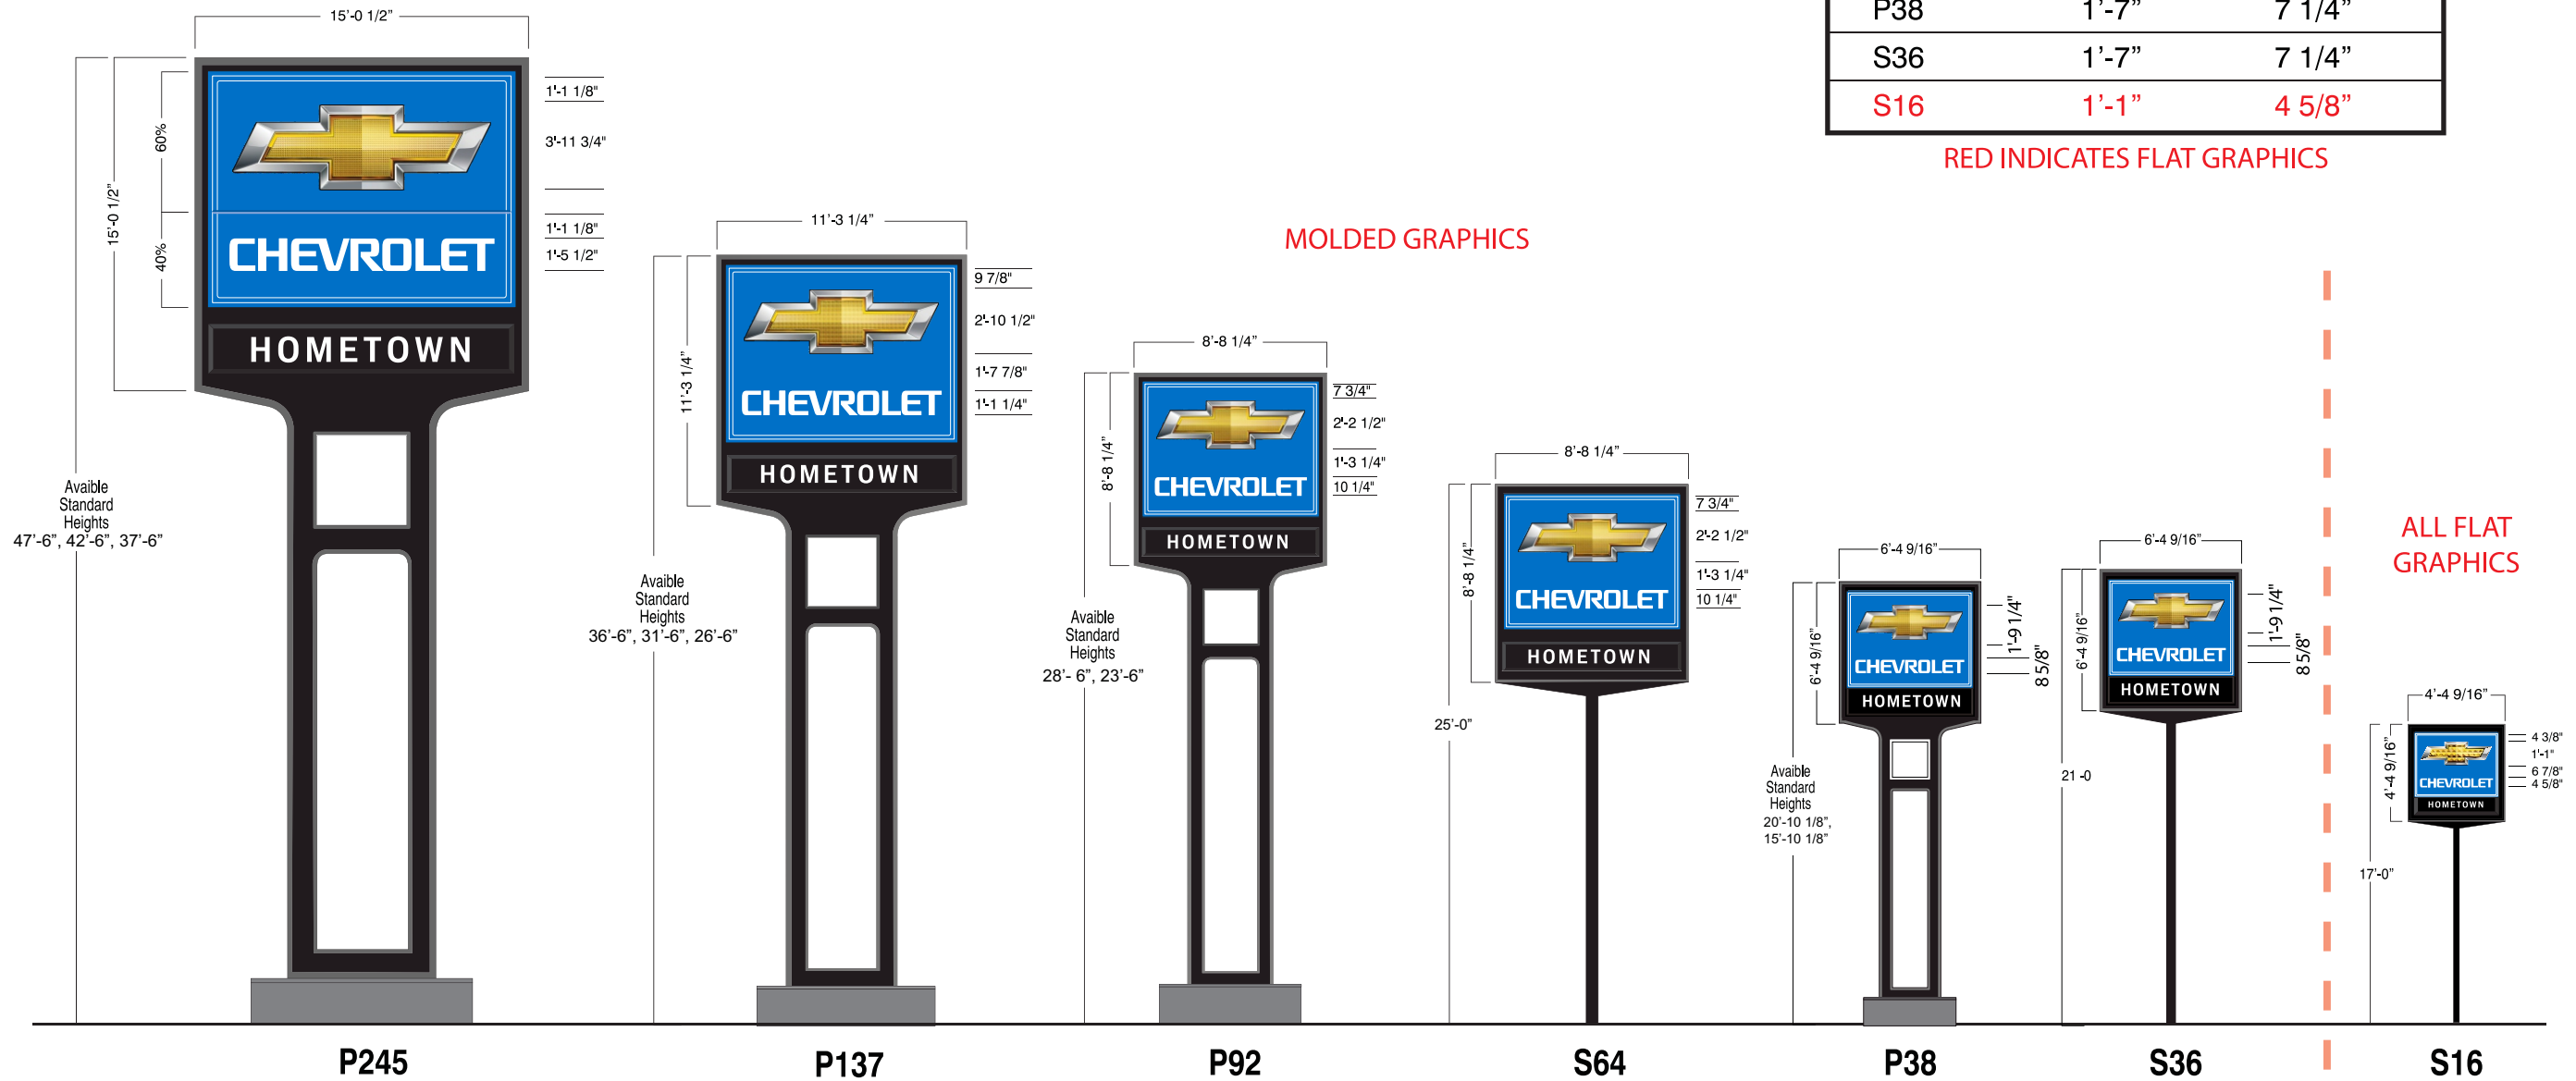 P38 1’-7” 7 1/4”
S36 1’-7” 7 1/4”
S16 1’-1” 4 5/8”
RED INDICATES FLAT GRAPHICS
MOLDED GRAPHICS
ALL FLAT
GRAPHICS
15’-0 1/2”
15’-0 1/2”
60%
40%
1'-1 1/8"
3'-11 3/4"
1'-1 1/8"
1'-5 1/2"
CHEVROLET
HOMETOWN
Avaible
Standard
Heights
47’-6”, 42’-6”, 37’-6”
P245
11’-3 1/4”
11’-3 1/4”
9 7/8"
2'-10 1/2"
1'-7 7/8"
1'-1 1/4"
CHEVROLET
HOMETOWN
Avaible
Standard
Heights
36’-6”, 31’-6”, 26’-6”
P137
8’-8 1/4”
8’-8 1/4”
7 3/4"
2'-2 1/2"
1'-3 1/4"
10 1/4"
CHEVROLET
HOMETOWN
Avaible
Standard
Heights
28’- 6”, 23’-6”
P92
8’-8 1/4”
8’-8 1/4”
7 3/4"
2'-2 1/2"
1'-3 1/4"
10 1/4"
CHEVROLET
HOMETOWN
25’-0”
S64
6’-4 9/16”
6’-4 9/16”
1'-9 1/4"
8 5/8"
CHEVROLET
HOMETOWN
Avaible
Standard
Heights
20’-10 1/8”,
15’-10 1/8”
P38
6’-4 9/16”
6’-4 9/16”
1'-9 1/4"
8 5/8"
CHEVROLET
HOMETOWN
21 -0
S36
4’-4 9/16”
4’-4 9/16”
4 3/8"
1'-1"
6 7/8"
4 5/8"
CHEVROLET
HOMETOWN
17’-0”
S16